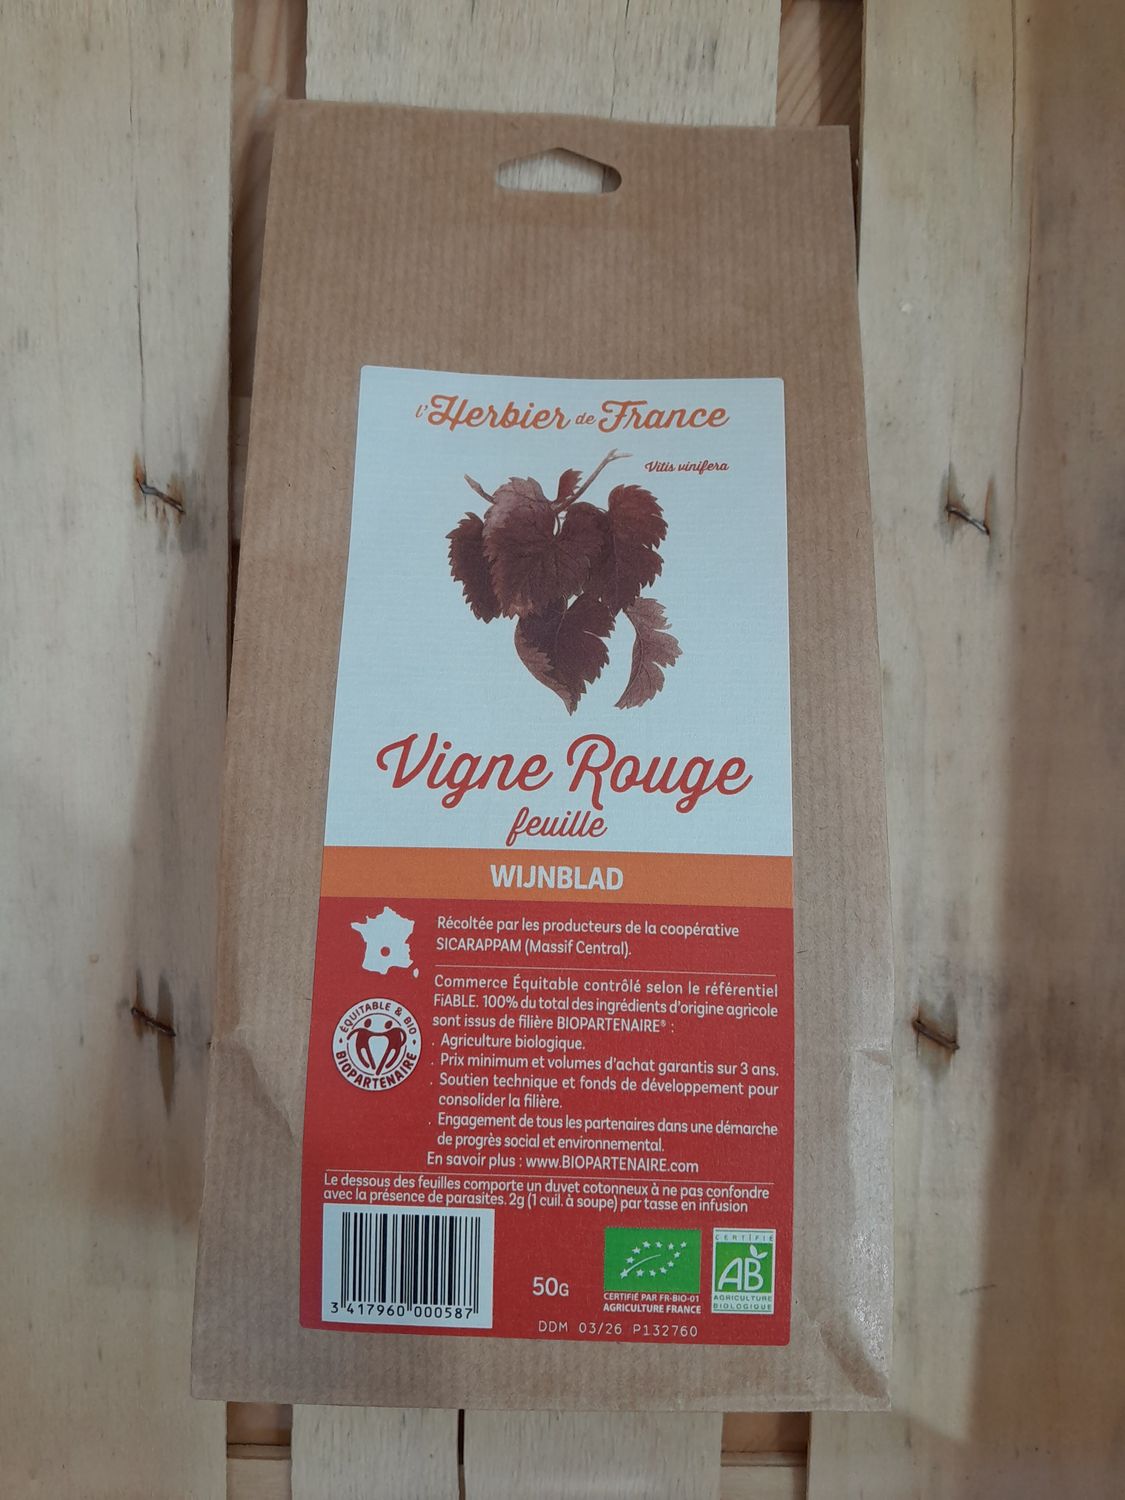 l'Herbier de France
Vitis vinifera
Vigne Rouge
feuille
WIJNBLAD
Récoltée par les producteurs de la coopérative
SICARAPPAM (Massif Central).
Commerce Équitable contrôlé selon le référentiel
FiABLE. 100% du total des ingrédients d'origine agricole
sont issus de filière BIOPARTENAIRE® :
. Agriculture biologique.
. Prix minimum et volumes d'achat garantis sur 3 ans.
. Soutien technique et fonds de développement pour
consolider la filière.
. Engagement de tous les partenaires dans une démarche
de progrès social et environnemental.
En savoir plus : www.BIOPARTENAIRE.com
ÉQUITABLE & BIO
BIOPARTENAIRE
Le dessous des feuilles comporte un duvet cotonneux à ne pas confondre
avec la présence de parasites. 2g (1 cuil. à soupe) par tasse en infusion
3 417960 000587
50G
CERTIFIÉ PAR FR-BIO-01
AGRICULTURE FRANCE
CERTIFIÉ
AB
AGRICULTURE
BIOLOGIQUE
DDM 03/26 P132760